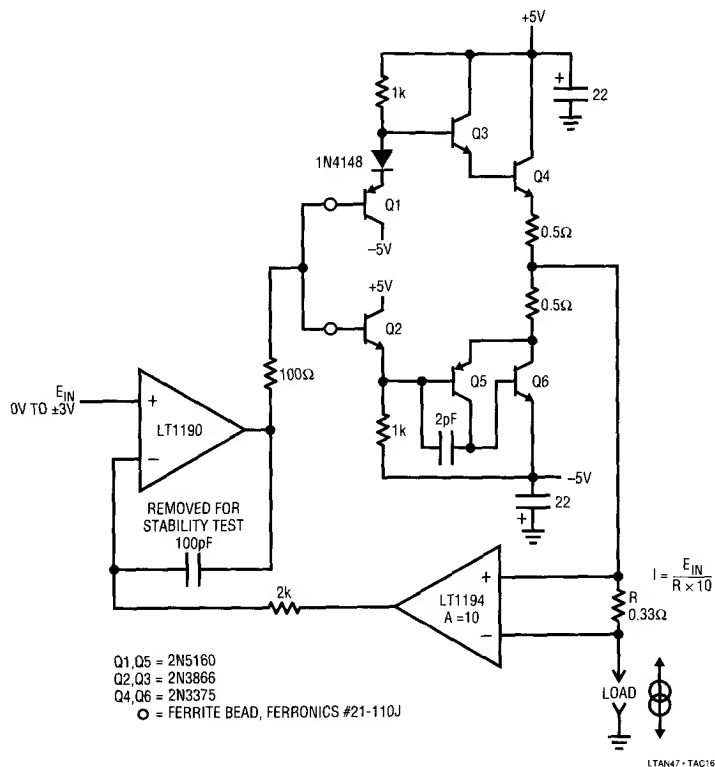 +5V
+
22
1k
Q3
1N4148
Q4
Q1
–5V
0.5Ω
+5V
0.5Ω
Q2
100Ω
EIN
0V TO ±3V
+
LT1190
–
Q5
Q6
2pF
1k
–5V
22
+
REMOVED FOR
STABILITY TEST
100pF
2k
+
LT1194
A =10
–
I = EIN
R × 10
R
0.33Ω
LOAD
Q1,Q5 = 2N5160
Q2,Q3 = 2N3866
Q4,Q6 = 2N3375
O = FERRITE BEAD, FERRONICS #21-110J
LTAN47 • TAC16